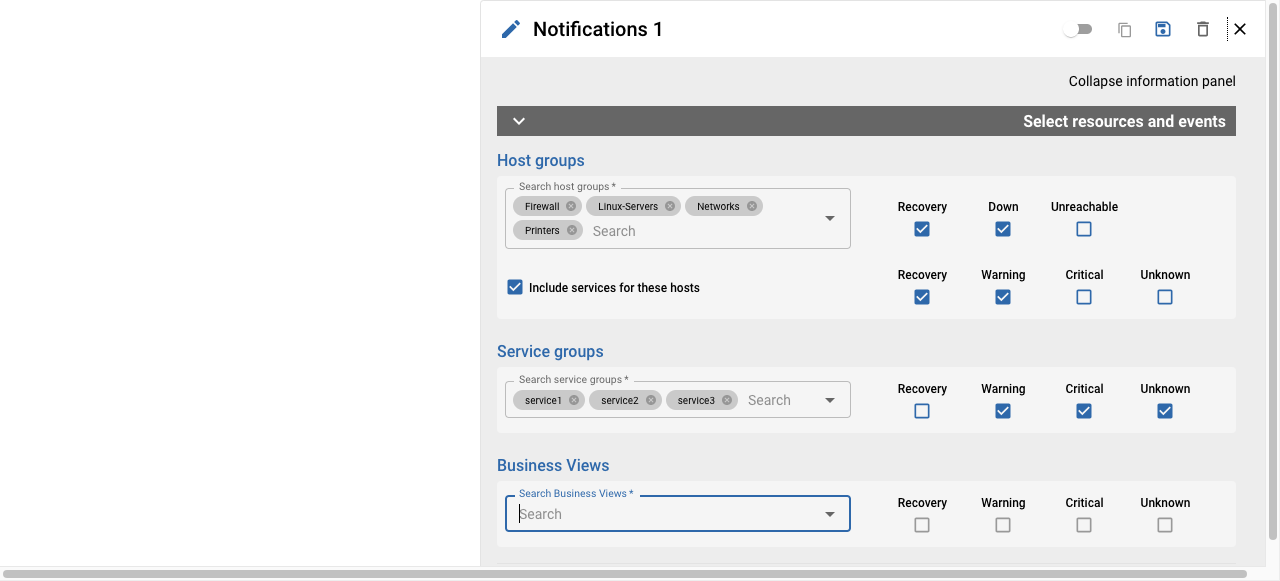 Notifications 1
Collapse information panel
Select resources and events
Host groups
Search host groups *
Firewall Linux-Servers Networks
Printers Search
Recovery Down Unreachable
Include services for these hosts
Recovery Warning Critical Unknown
Service groups
Search service groups *
service1 service2 service3 Search
Recovery Warning Critical Unknown
Business Views
Search Business Views *
Search
Recovery Warning Critical Unknown